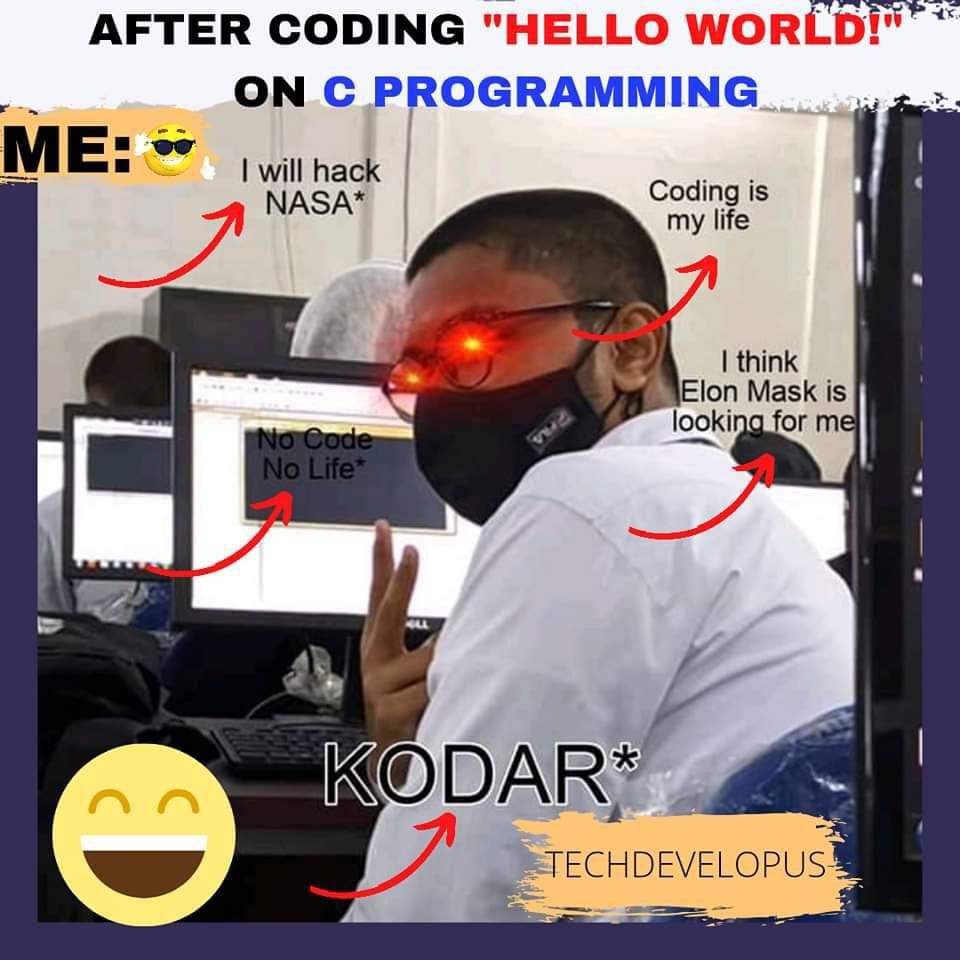 AFTER CODING "HELLO WORLD!"
ON C PROGRAMMING
ME:
I will hack
NASA*
Coding is
my life
I think
Elon Mask is
looking for me
No Code
No Life*
DELL
KODAR*
TECHDEVELOPUS